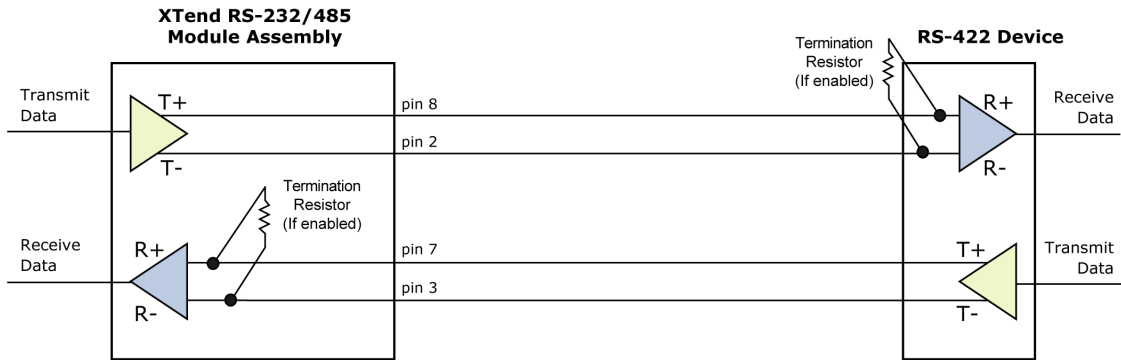 XTend RS-232/485
Module Assembly
RS-422 Device
Termination
Resistor
(If enabled)
Transmit
Data
T+
T-
pin 8
pin 2
R+
R-
Receive
Data
Termination
Resistor
(If enabled)
Receive
Data
R+
R-
pin 7
pin 3
T+
T-
Transmit
Data